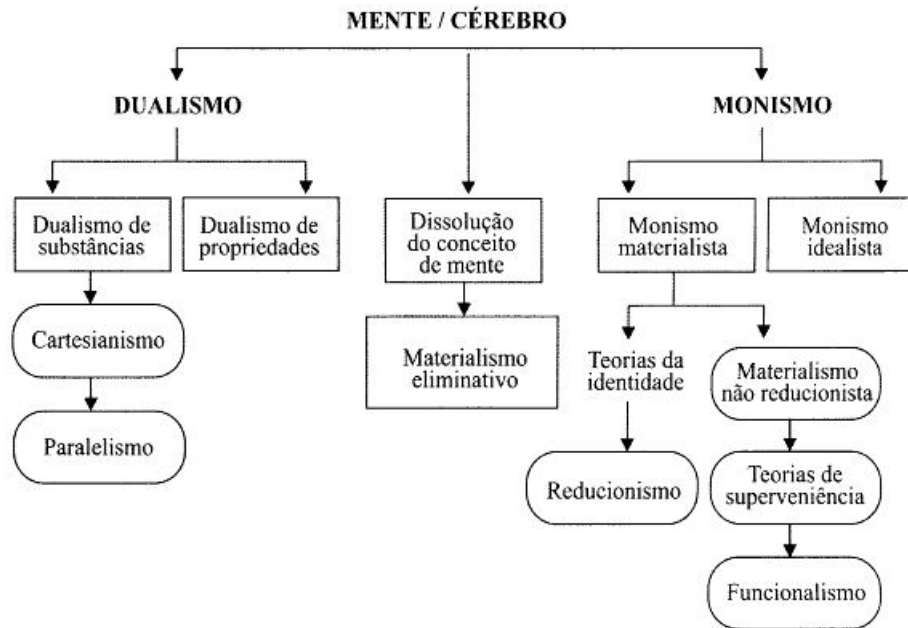 MENTE / CÉREBRO
DUALISMO
MONISMO
Dualismo de
substâncias
Dualismo de
propriedades
Dissolução
do conceito
de mente
Monismo
materialista
Monismo
idealista
Cartesianismo
Paralelismo
Materialismo
eliminativo
Teorias da
identidade
Materialismo
não reducionista
Reducionismo
Teorias de
superveniência
Funcionalismo